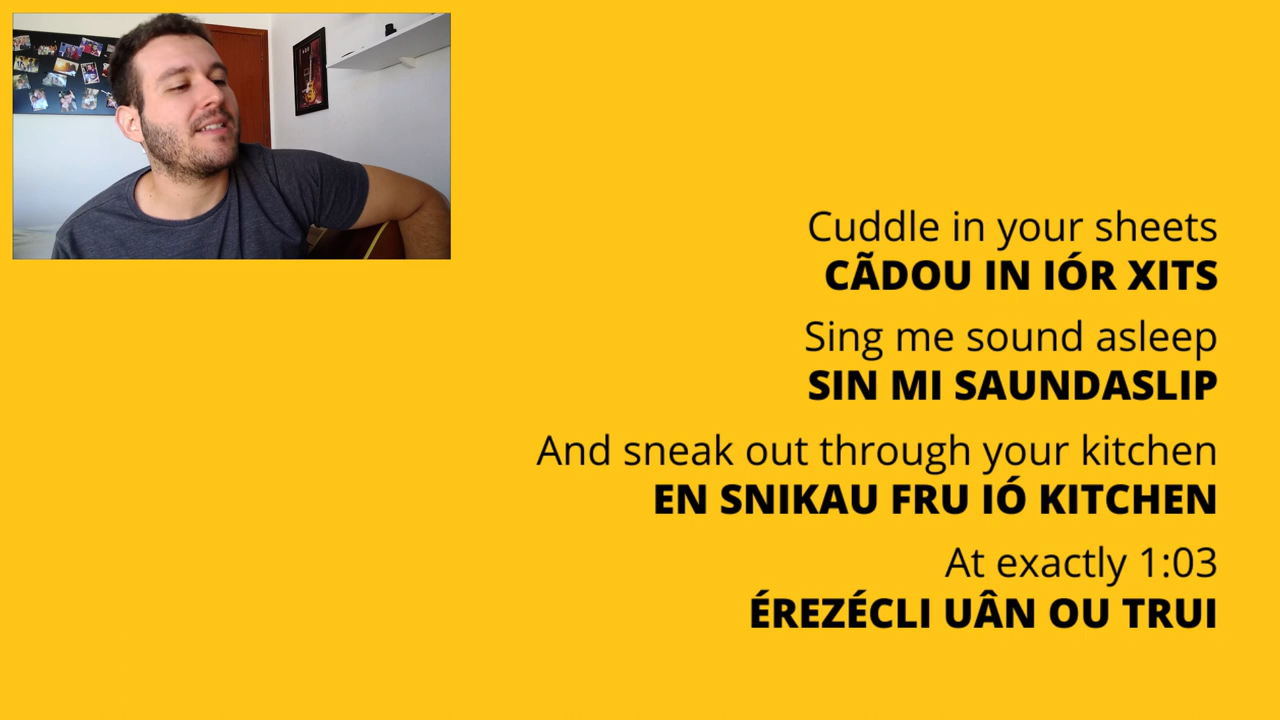 Cuddle in your sheets
CÃDOU IN IÓR XITS
Sing me sound asleep
SIN MI SAUNDASLIP
And sneak out through your kitchen
EN SNIKAU FRU IÓ KITCHEN
At exactly 1:03
ÉREZÉCLI UÂN OU TRUI